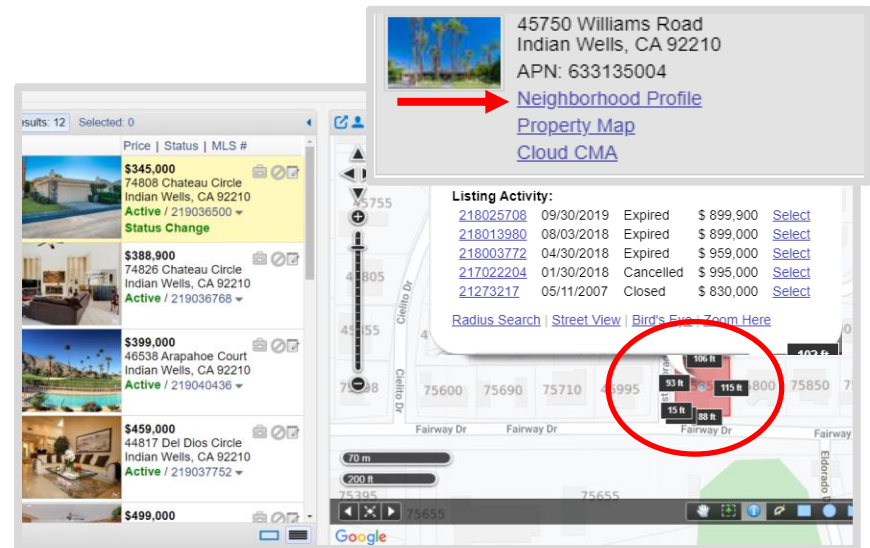 45750 Williams Road
Indian Wells, CA 92210
APN: 633135004
Neighborhood Profile
Property Map
Cloud CMA
esults: 12 Selected: 0
Price | Status | MLS #
$345,000
74808 Chateau Circle
Indian Wells, CA 92210
Active / 219036500
Status Change
$388,900
74826 Chateau Circle
Indian Wells, CA 92210
Active / 219036768
$399,000
46538 Arapahoe Court
Indian Wells, CA 92210
Active / 219040436
$459,000
44817 Del Dios Circle
Indian Wells, CA 92210
Active / 219037752
$499,000
Listing Activity:
218025708 09/30/2019 Expired $ 899,900 Select
218013980 08/03/2018 Expired $ 899,000 Select
218003772 04/30/2018 Expired $ 959,000 Select
217022204 01/30/2018 Cancelled $ 995,000 Select
21273217 05/11/2007 Closed $ 830,000 Select
Radius Search | Street View | Bird's Eye | Zoom Here
Cielito Dr
106 ft
93 ft 115 ft
15 ft 88 ft
Cielito Dr
75600 75690 75710 45995 75850
Fairway Dr Fairway Dr Fairway Dr Fairway
Eldorado D
70 m
200 ft
75395 75655
75655
Google